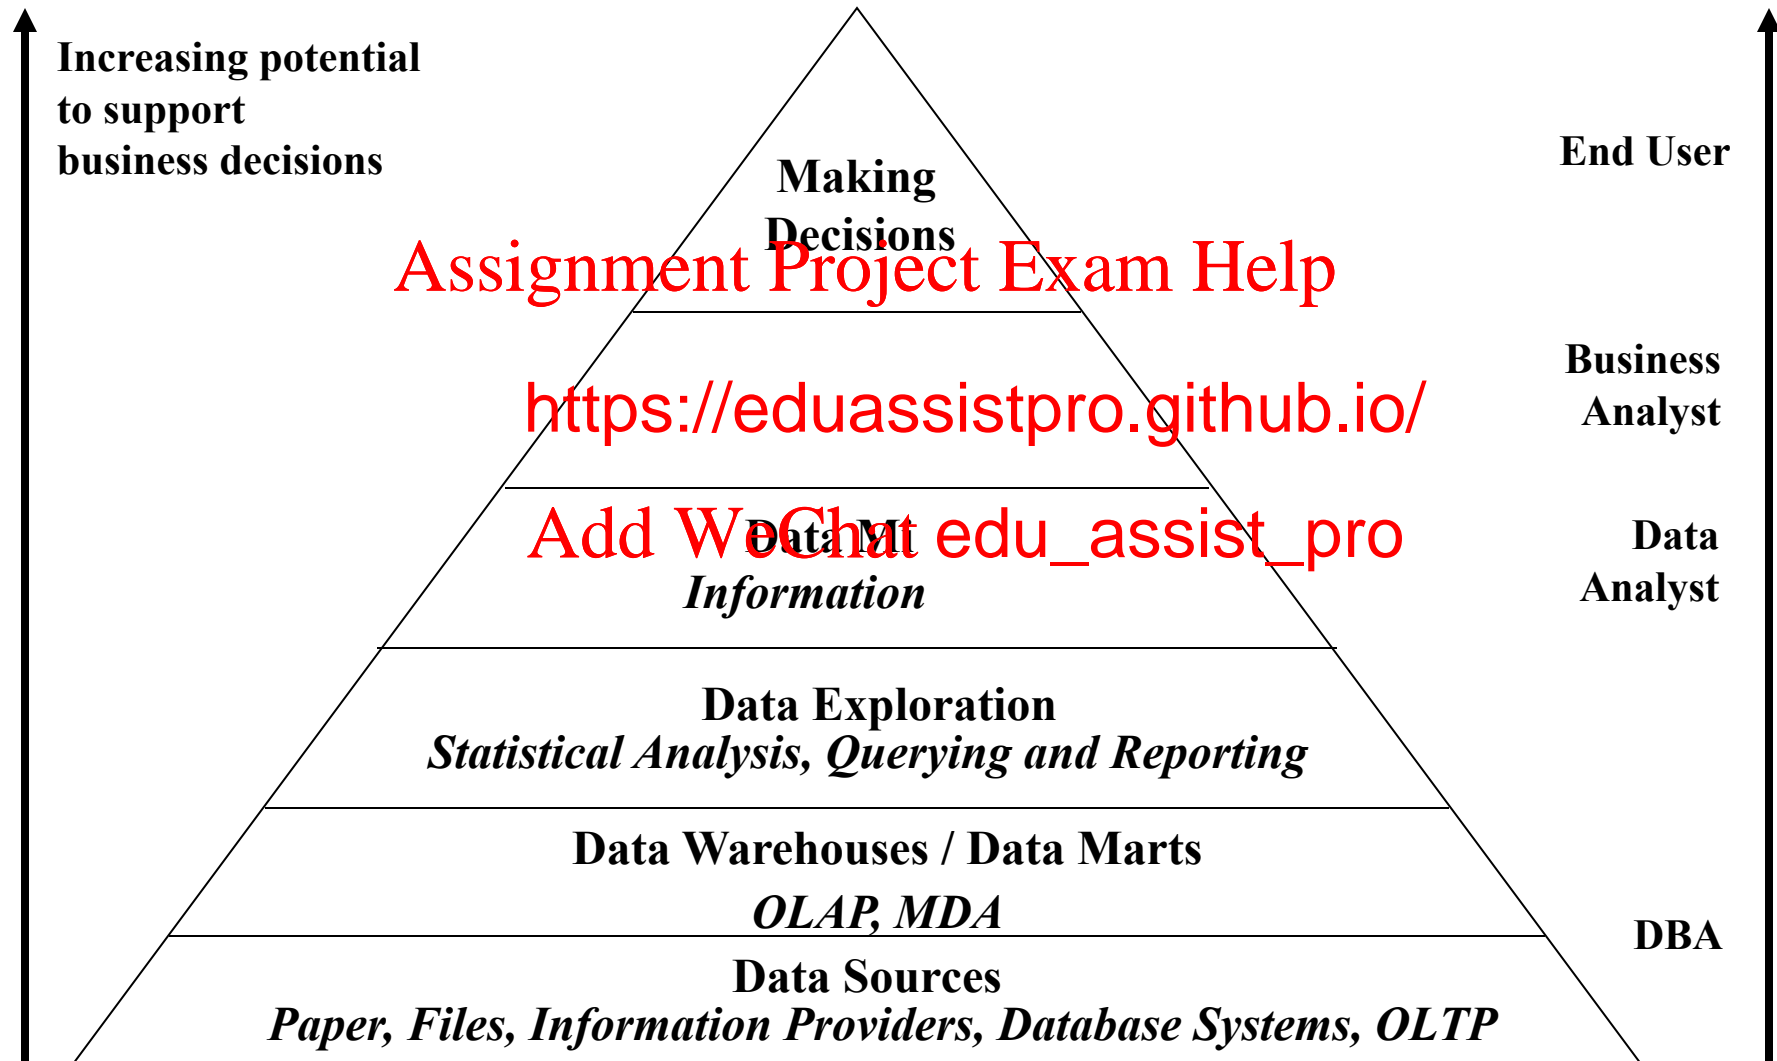 Increasing potential
to support
business decisions
End User
Making
Decisions
Assignment Project Exam Help
Business
Analyst
https://eduassistpro.github.io/
Data Mi
Add WeChat edu_assist_pro
Information
Data
Analyst
Data Exploration
Statistical Analysis, Querying and Reporting
Data Warehouses / Data Marts
OLAP, MDA
DBA
Data Sources
Paper, Files, Information Providers, Database Systems, OLTP